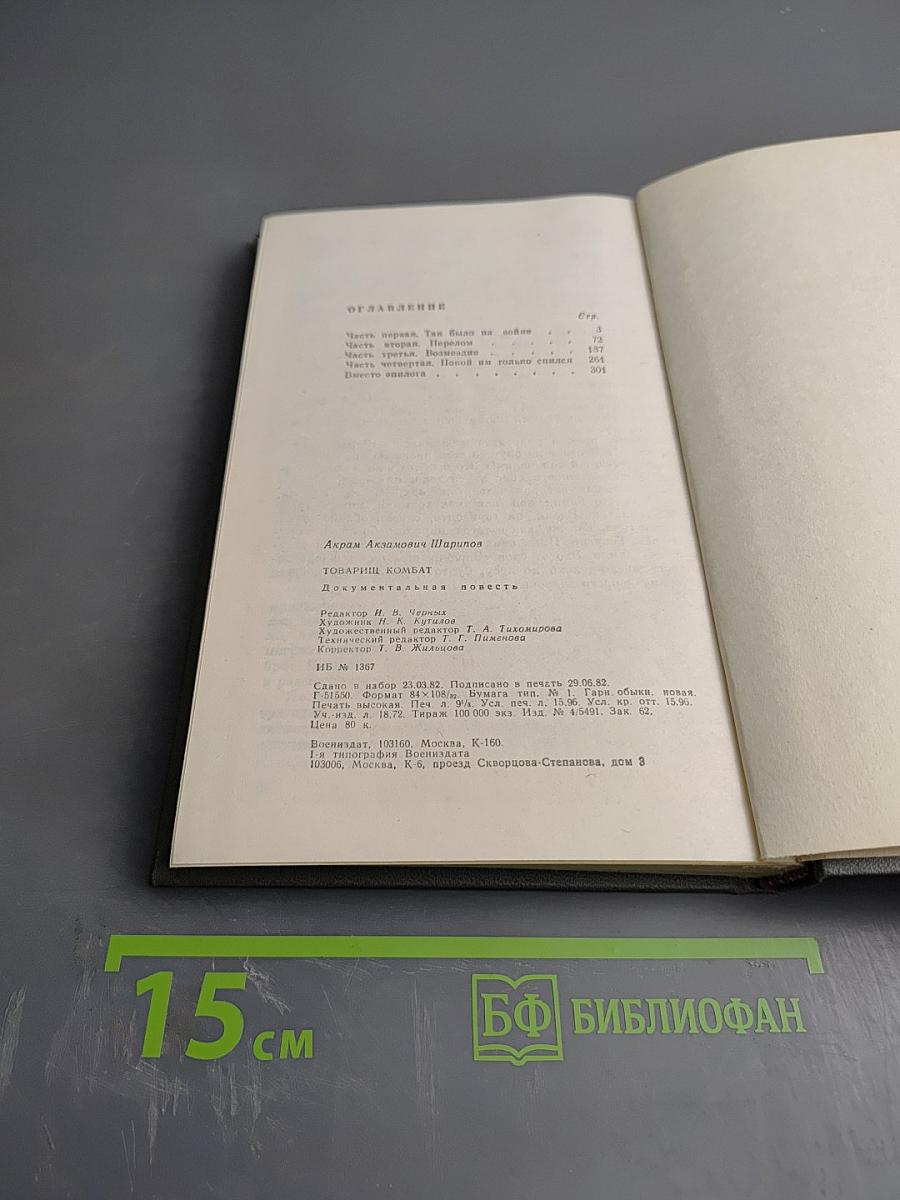 ОГЛАВЛЕНИЕ
Стр.
Часть первая. Так было на войне . . 3
Часть вторая. Перелом . . . . . 72
Часть третья. Возмездие . . . . . 187
Часть четвертая. Покой им только снился 261
Вместо эпилога . . . . . . . . 301
Акрам Акзамович Шарипов
ТОВАРИЩ КОМБАТ
Документальная повесть
Редактор И. В. Черных
Художник Н. К. Кутилов
Художественный редактор Т. А. Тихомирова
Технический редактор Т. Г. Пименова
Корректор Т. В. Жильцова
ИБ № 1367
Сдано в набор 23.03.82. Подписано в печать 29.06.82.
Г-51550. Формат 84×108/32. Бумага тип. № 1. Гарн. обыкн. новая.
Печать высокая. Печ. л. 9½. Усл. печ. л. 15,96. Усл. кр. отт. 15,96.
Уч.-изд. л. 18,72. Тираж 100 000 экз. Изд. № 4/5491. Зак. 62.
Цена 80 к.
Воениздат, 103160, Москва, К-160.
1-я типография Воениздата
103006, Москва, К-6, проезд Скворцова-Степанова, дом 3
15 см
БФ БИБЛИОФАН